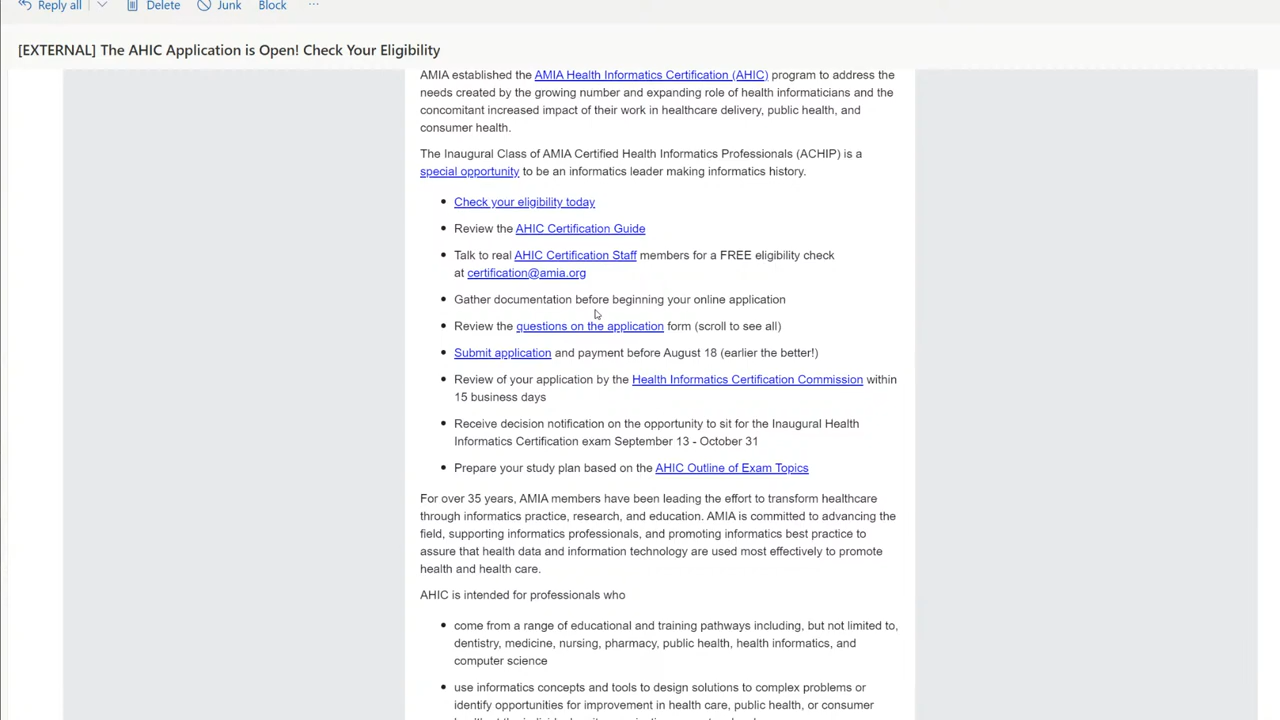 Reply all Delete Junk Block ...
[EXTERNAL] The AHIC Application is Open! Check Your Eligibility
AMIA established the AMIA Health Informatics Certification (AHIC) program to address the
needs created by the growing number and expanding role of health informaticians and the
concomitant increased impact of their work in healthcare delivery, public health, and
consumer health.
The Inaugural Class of AMIA Certified Health Informatics Professionals (ACHIP) is a
special opportunity to be an informatics leader making informatics history.
• Check your eligibility today
• Review the AHIC Certification Guide
• Talk to real AHIC Certification Staff members for a FREE eligibility check
at certification@amia.org
• Gather documentation before beginning your online application
• Review the questions on the application form (scroll to see all)
• Submit application and payment before August 18 (earlier the better!)
• Review of your application by the Health Informatics Certification Commission within
15 business days
• Receive decision notification on the opportunity to sit for the Inaugural Health
Informatics Certification exam September 13 - October 31
• Prepare your study plan based on the AHIC Outline of Exam Topics
For over 35 years, AMIA members have been leading the effort to transform healthcare
through informatics practice, research, and education. AMIA is committed to advancing the
field, supporting informatics professionals, and promoting informatics best practice to
assure that health data and information technology are used most effectively to promote
health and health care.
AHIC is intended for professionals who
• come from a range of educational and training pathways including, but not limited to,
dentistry, medicine, nursing, pharmacy, public health, health informatics, and
computer science
• use informatics concepts and tools to design solutions to complex problems or
identify opportunities for improvement in health care, public health, or consumer